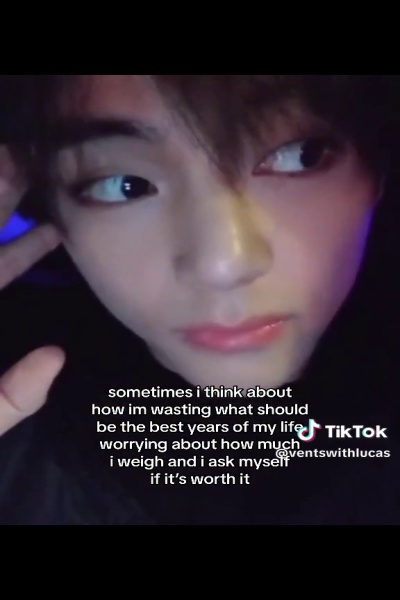 sometimes i think about
how im wasting what should
be the best years of my life
worrying about how much
i weigh and i ask myself
if it's worth it
TikTok
@ventswithlucas